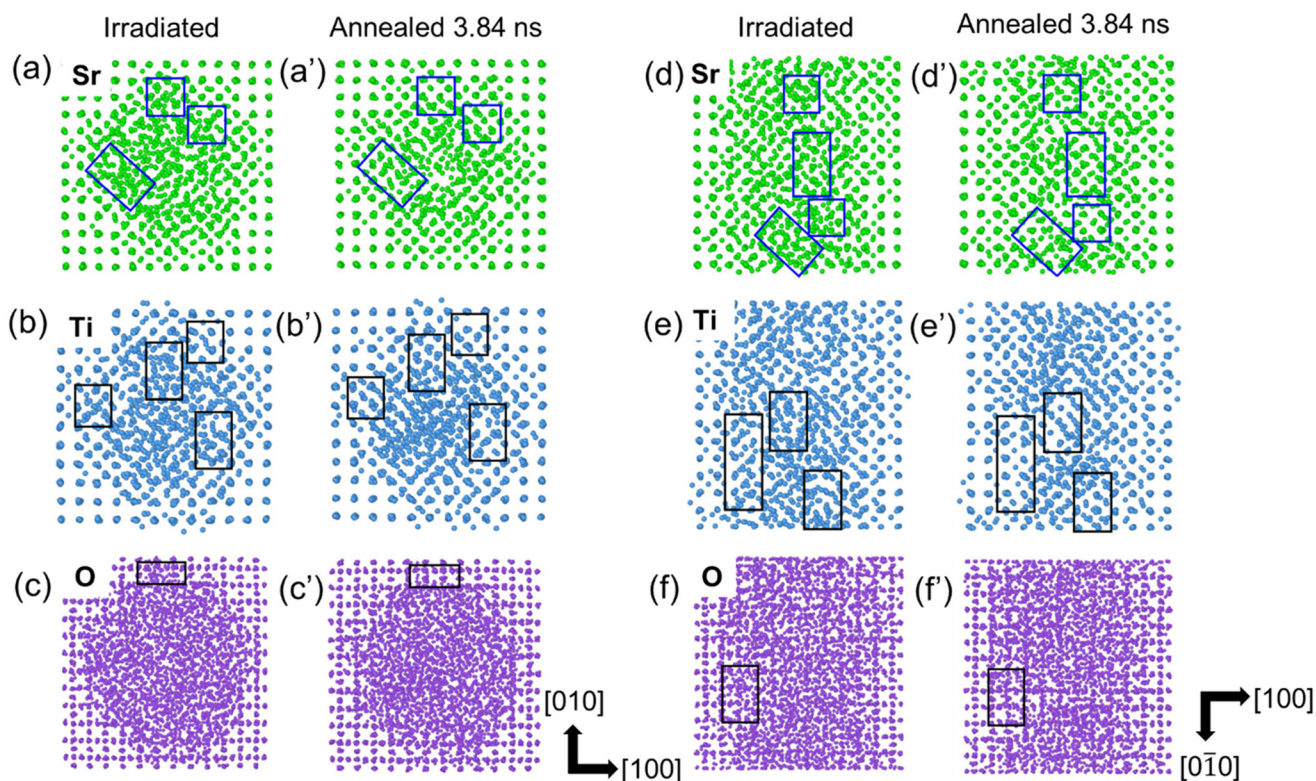 Irradiated
Annealed 3.84 ns
Irradiated
Annealed 3.84 ns
(a)
Sr
(a’)
(d)
Sr
(d’)
(b)
Ti
(b’)
(e)
Ti
(e’)
(c)
O
(c’)
(f)
O
(f’)
[010]
[100]
[100]
[01̄0]